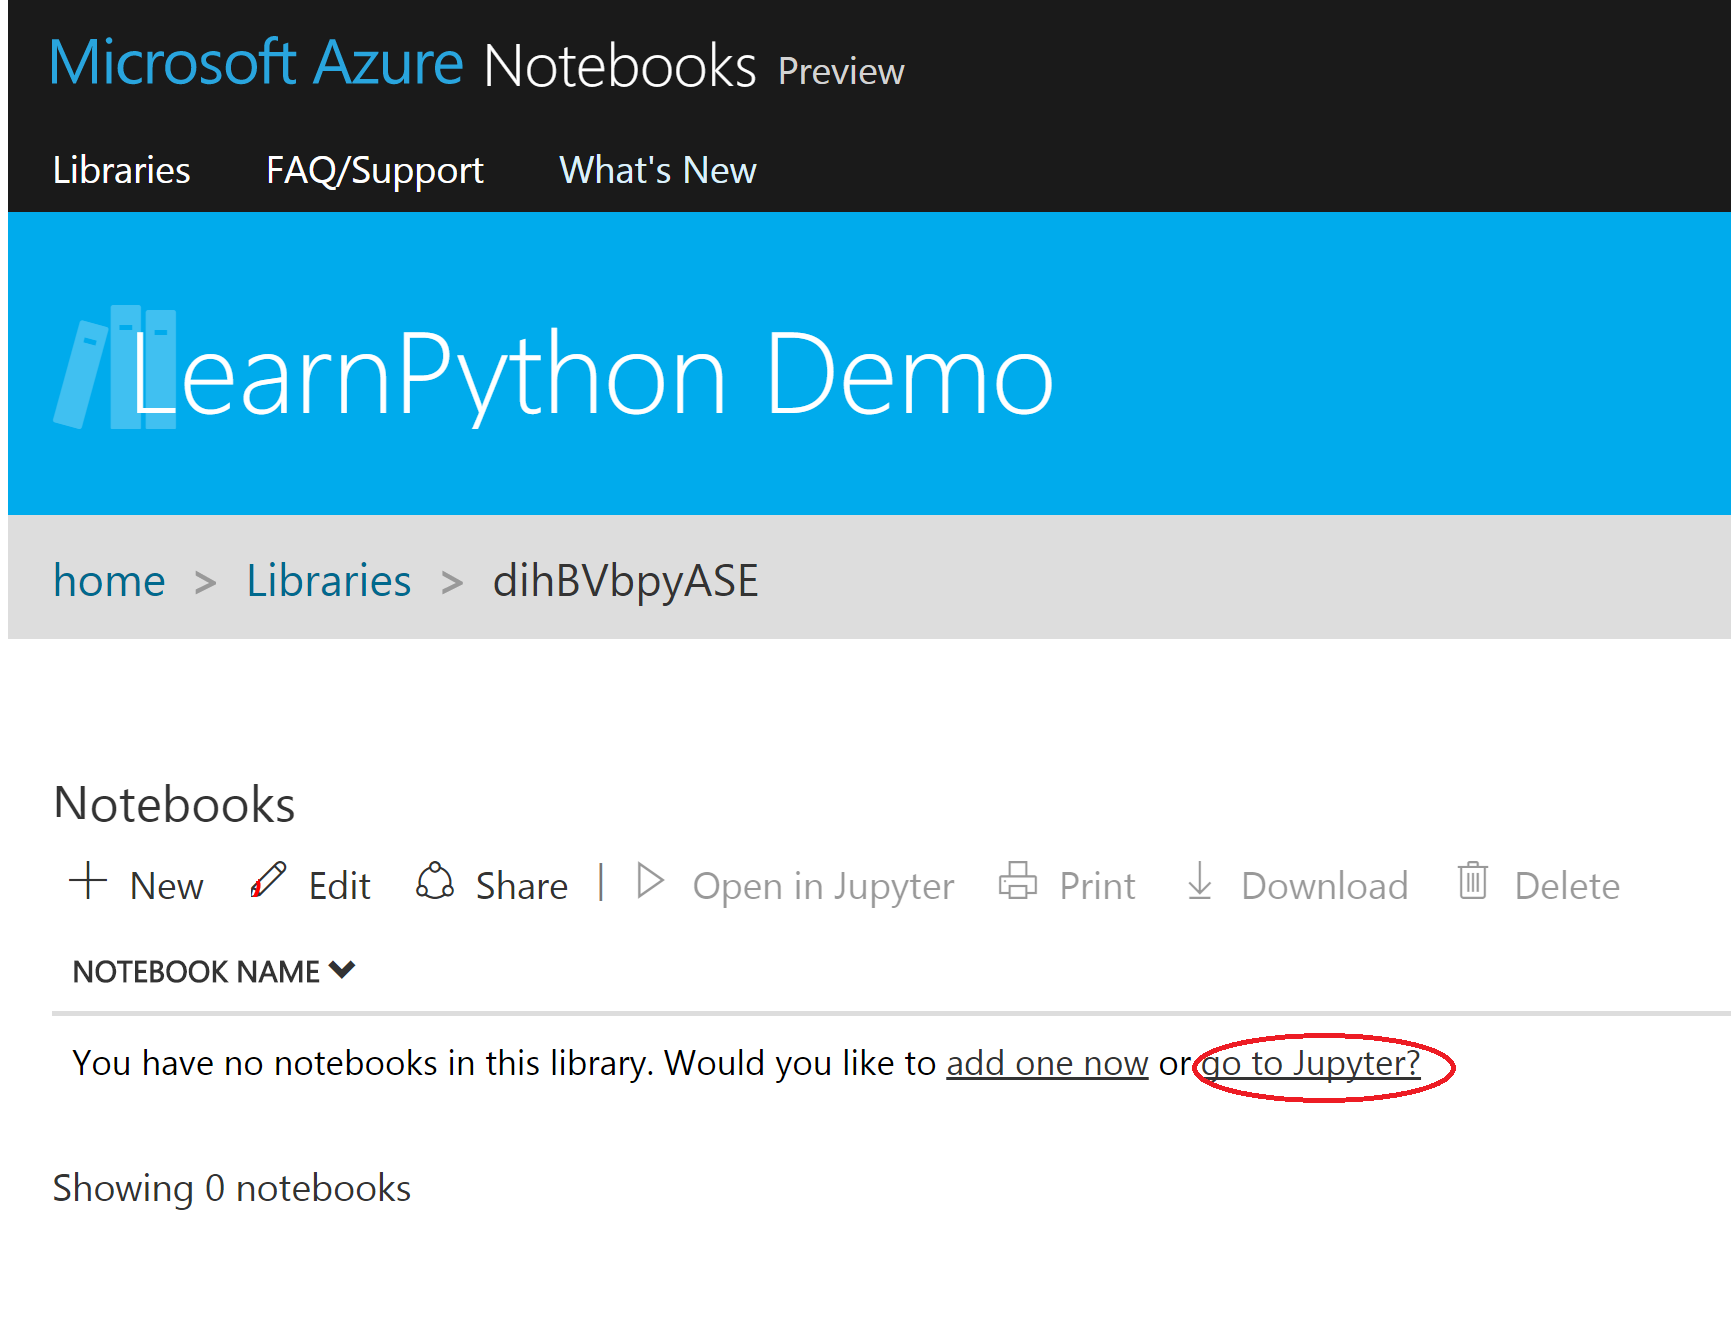 Microsoft Azure Notebooks Preview
Libraries FAQ/Support What's New
LearnPython Demo
home > Libraries > dihBVbpyASE
Notebooks
New Edit Share | Open in Jupyter Print Download Delete
NOTEBOOK NAME
You have no notebooks in this library. Would you like to add one now or go to Jupyter?
Showing 0 notebooks